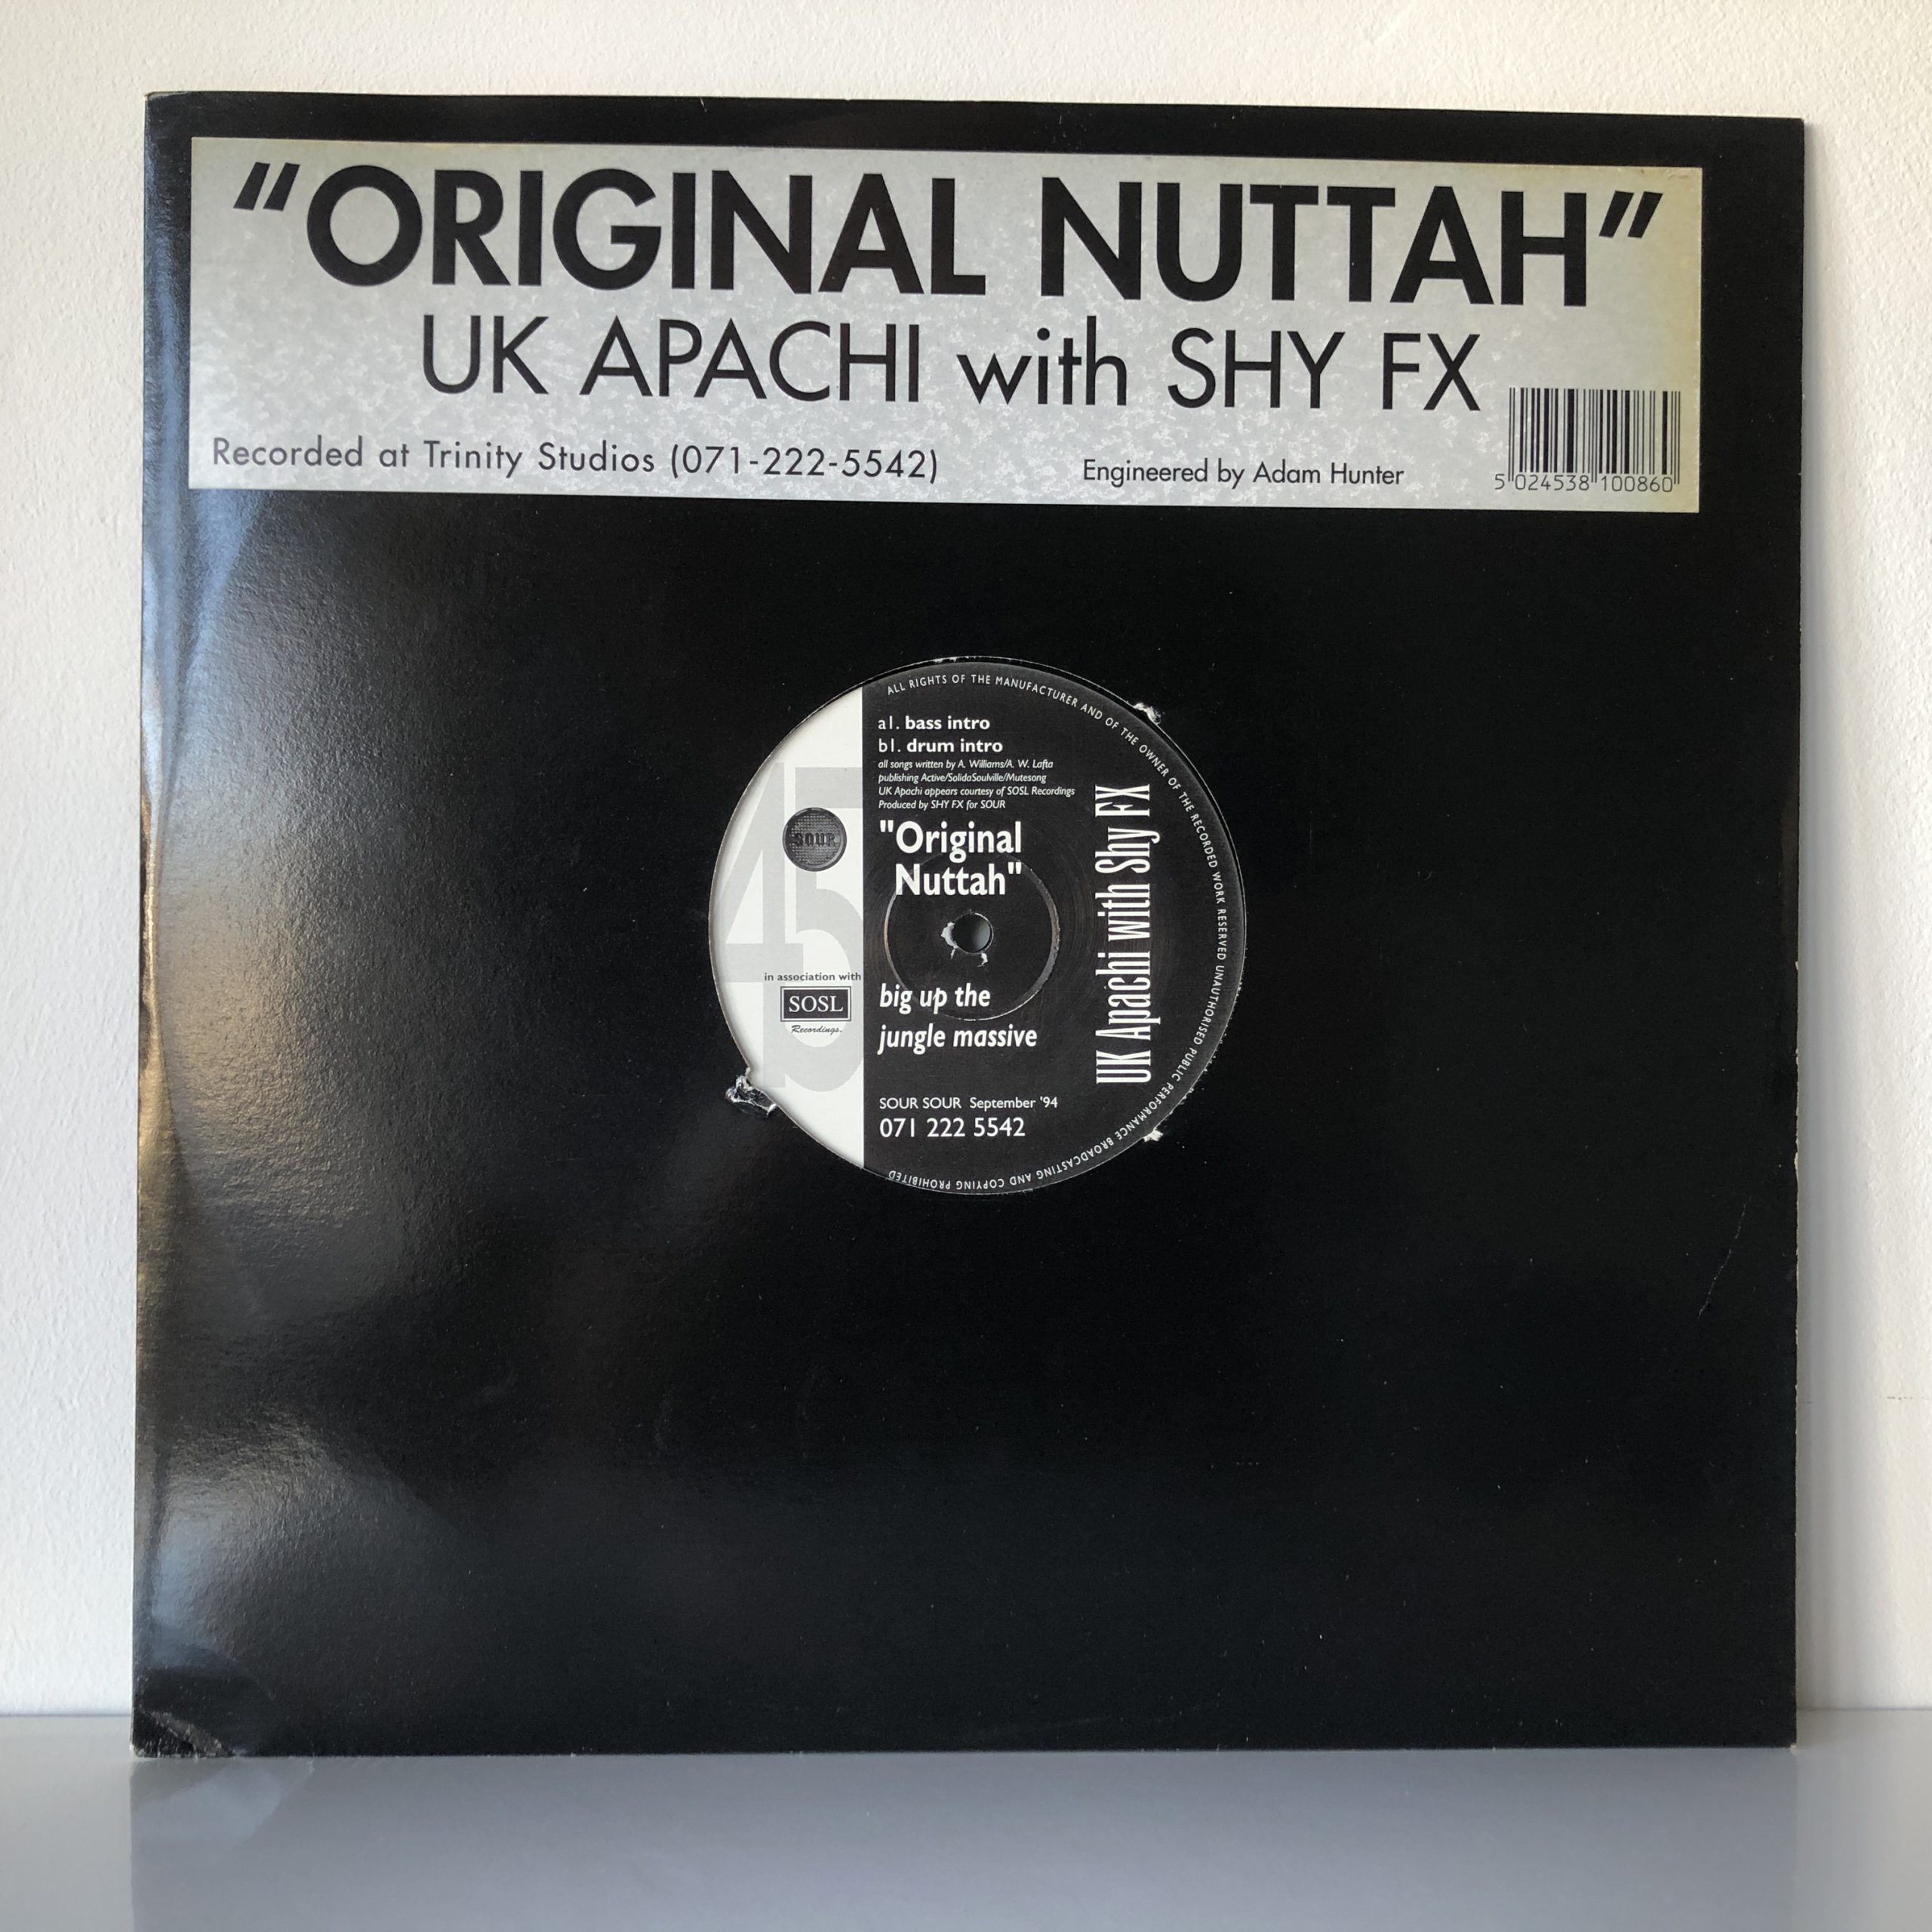 “ORIGINAL NUTTAH”
UK APACHI with SHY FX
Recorded at Trinity Studios (071-222-5542)
Engineered by Adam Hunter
5 024538 100860
ALL RIGHTS OF THE MANUFACTURER AND OF THE OWNER OF THE RECORDED WORK RESERVED UNAUTHORISED PUBLIC PERFORMANCE BROADCASTING AND COPYING PROHIBITED
a1. bass intro
b1. drum intro
all songs written by A. Williams/A. W. Lafta
publishing Active/SolidaSoulville/Mutesong
UK Apachi appears courtesy of SOSL Recordings
Produced by SHY FX for SOUR
45
SOUR
"Original
Nuttah"
UK Apachi with Shy FX
in association with
SOSL
Recordings.
big up the
jungle massive
SOUR SOUR September '94
071 222 5542